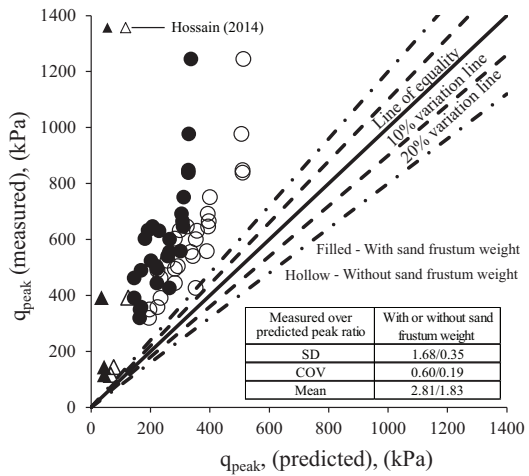 1400
1200
1000
800
600
400
200
0
q_peak (measured), (kPa)
▲ △ Hossain (2014)
Line of equality
10% variation line
20% variation line
Filled - With sand frustum weight
Hollow - Without sand frustum weight
Measured over predicted peak ratio | With or without sand frustum weight
SD | 1.68/0.35
COV | 0.60/0.19
Mean | 2.81/1.83
0 200 400 600 800 1000 1200 1400
q_peak, (predicted), (kPa)